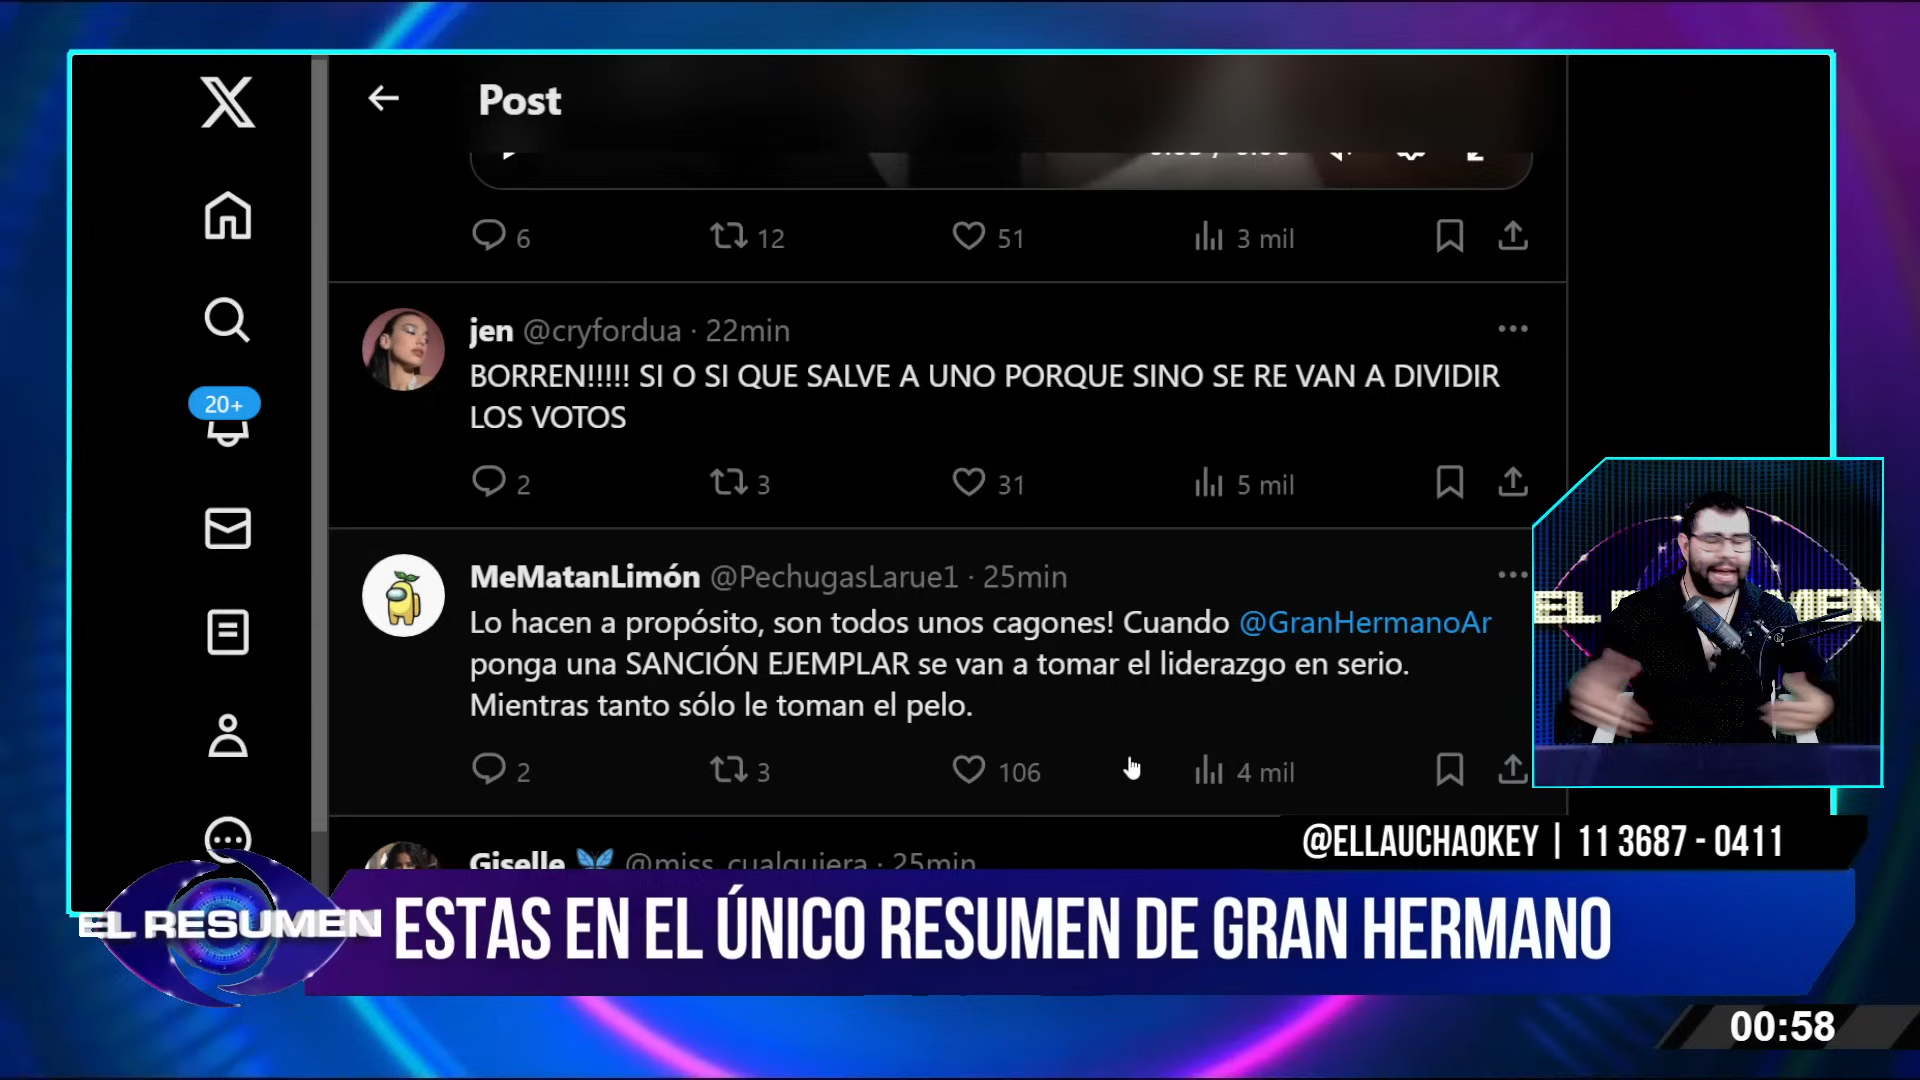 Post
6 12 51 3 mil
jen @cryfordua · 22min
BORREN!!!!! SI O SI QUE SALVE A UNO PORQUE SINO SE RE VAN A DIVIDIR
LOS VOTOS
20+
2 3 31 5 mil
MeMatanLimón @PechugasLarue1 · 25min
Lo hacen a propósito, son todos unos cagones! Cuando @GranHermanoAr
ponga una SANCIÓN EJEMPLAR se van a tomar el liderazgo en serio.
Mientras tanto sólo le toman el pelo.
2 3 106 4 mil
@ELLAUCHAOKEY | 11 3687 - 0411
Giselle @miss_cualquiera · 25min
EL RESUMEN
ESTAS EN EL ÚNICO RESUMEN DE GRAN HERMANO
00:58